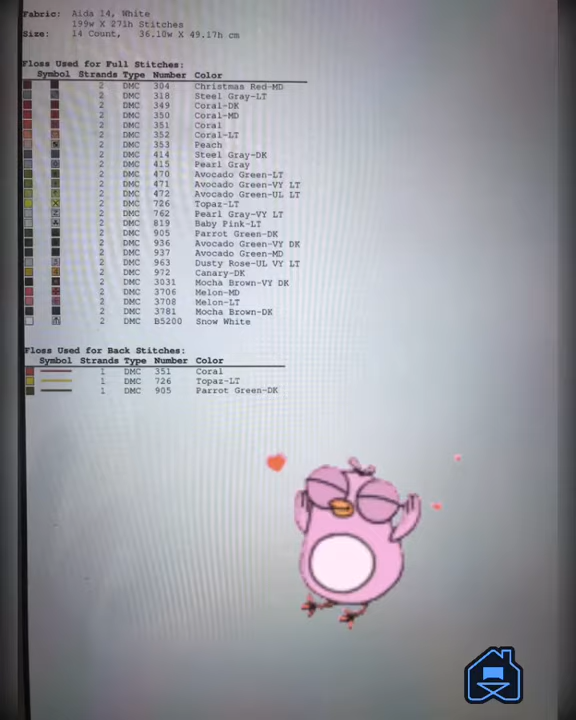 Fabric: Aida 14, White
199w X 271h Stitches
Size: 14 Count, 36.10w X 49.17h cm
Floss Used for Full Stitches:
Symbol Strands Type Number Color
2 DMC 304 Christmas Red-MD
2 DMC 318 Steel Gray-LT
2 DMC 349 Coral-DK
2 DMC 350 Coral-MD
2 DMC 351 Coral
2 DMC 352 Coral-LT
2 DMC 353 Peach
2 DMC 414 Steel Gray-DK
2 DMC 415 Pearl Gray
2 DMC 470 Avocado Green-LT
2 DMC 471 Avocado Green-VY LT
2 DMC 472 Avocado Green-UL LT
2 DMC 726 Topaz-LT
2 DMC 762 Pearl Gray-VY LT
2 DMC 819 Baby Pink-LT
2 DMC 905 Parrot Green-DK
2 DMC 936 Avocado Green-VY DK
2 DMC 937 Avocado Green-MD
2 DMC 963 Dusty Rose-UL VY LT
2 DMC 972 Canary-DK
2 DMC 3031 Mocha Brown-VY DK
2 DMC 3706 Melon-MD
2 DMC 3708 Melon-LT
2 DMC 3781 Mocha Brown-DK
2 DMC B5200 Snow White
Floss Used for Back Stitches:
Symbol Strands Type Number Color
1 DMC 351 Coral
1 DMC 726 Topaz-LT
1 DMC 905 Parrot Green-DK